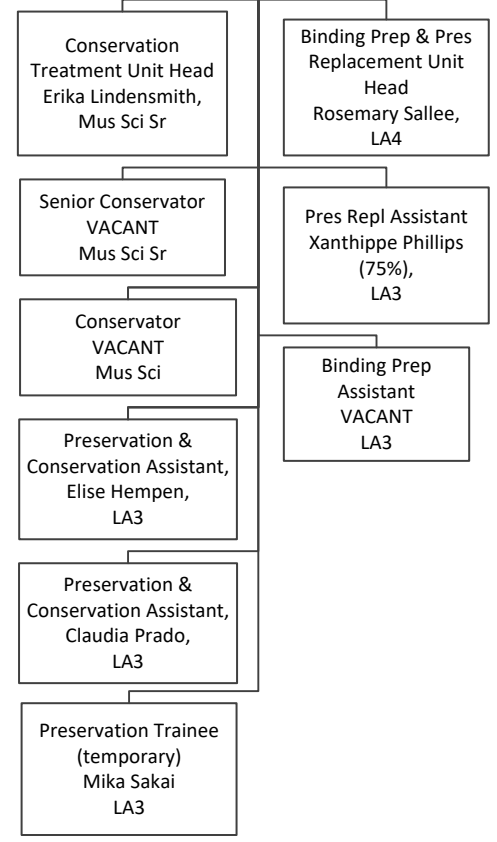 Conservation
Treatment Unit Head
Erika Lindensmith,
Mus Sci Sr
Binding Prep & Pres
Replacement Unit
Head
Rosemary Sallee,
LA4
Senior Conservator
VACANT
Mus Sci Sr
Pres Repl Assistant
Xanthippe Phillips
(75%),
LA3
Conservator
VACANT
Mus Sci
Binding Prep
Assistant
VACANT
LA3
Preservation &
Conservation Assistant,
Elise Hempen,
LA3
Preservation &
Conservation Assistant,
Claudia Prado,
LA3
Preservation Trainee
(temporary)
Mika Sakai
LA3